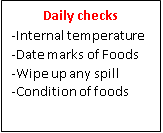 Daily checks
-Internal temperature
-Date marks of Foods
-Wipe up any spill
-Condition of foods